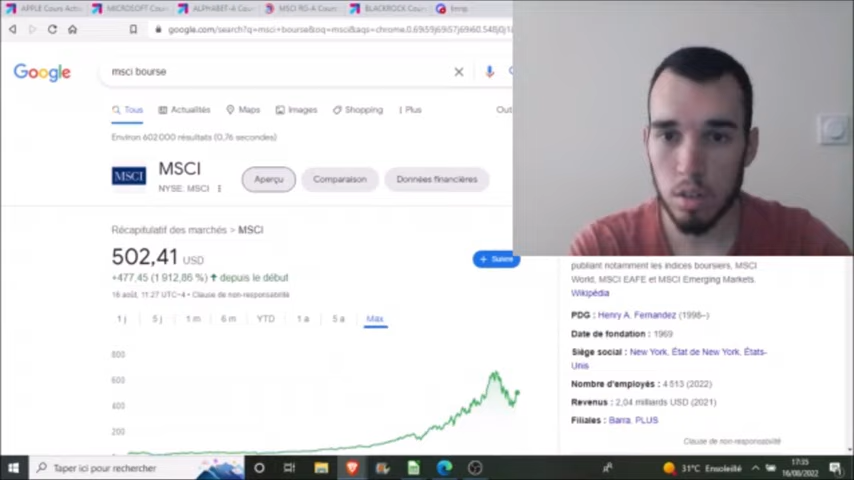 APPLE Cours Actio
MICROSOFT Cour
ALPHABET-A Cour
MSCI RG-A Cours
BLACKROCK Cour
google.com/search?q=msci+bourse&oq=msci&aqs=chrome.0.69i59j69i57j69i60
msci bourse
Tous
Actualités
Maps
Images
Shopping
Plus
Environ 602 000 résultats (0,76 secondes)
MSCI
MSCI
NYSE: MSCI
Aperçu
Comparaison
Données financières
Récapitulatif des marchés > MSCI
502,41 USD
+477,45 (1 912,86 %) depuis le début
16 août, 11:27 UTC−4 • Clause de non-responsabilité
+ Suivre
1 j
5 j
1 m
6 m
YTD
1 a
5 a
Max
800
600
400
200
publiant notamment les indices boursiers, MSCI
World, MSCI EAFE et MSCI Emerging Markets.
Wikipédia
PDG : Henry A. Fernandez (1998–)
Date de fondation : 1969
Siège social : New York, État de New York, États-
Unis
Nombre d'employés : 4 513 (2022)
Revenus : 2,04 milliards USD (2021)
Filiales : Barra, PLUS
Clause de non-responsabilité
Taper ici pour rechercher
31°C Ensoleillé
17:35
16/08/2022